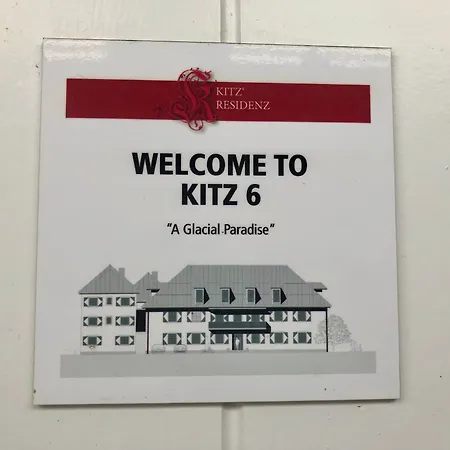 KITZ'
RESIDENZ
WELCOME TO
KITZ 6
"A Glacial Paradise"